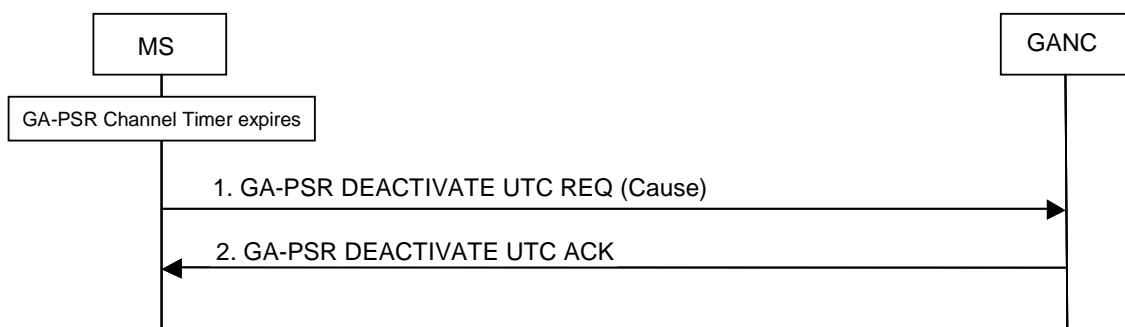 MS
GANC
GA-PSR Channel Timer expires
1. GA-PSR DEACTIVATE UTC REQ (Cause)
2. GA-PSR DEACTIVATE UTC ACK